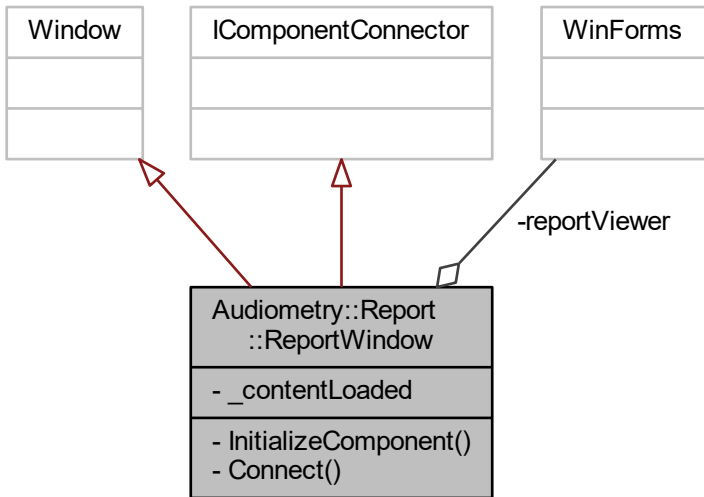 Window
IComponentConnector
WinForms
-reportViewer
Audiometry::Report
::ReportWindow
- _contentLoaded
- InitializeComponent()
- Connect()